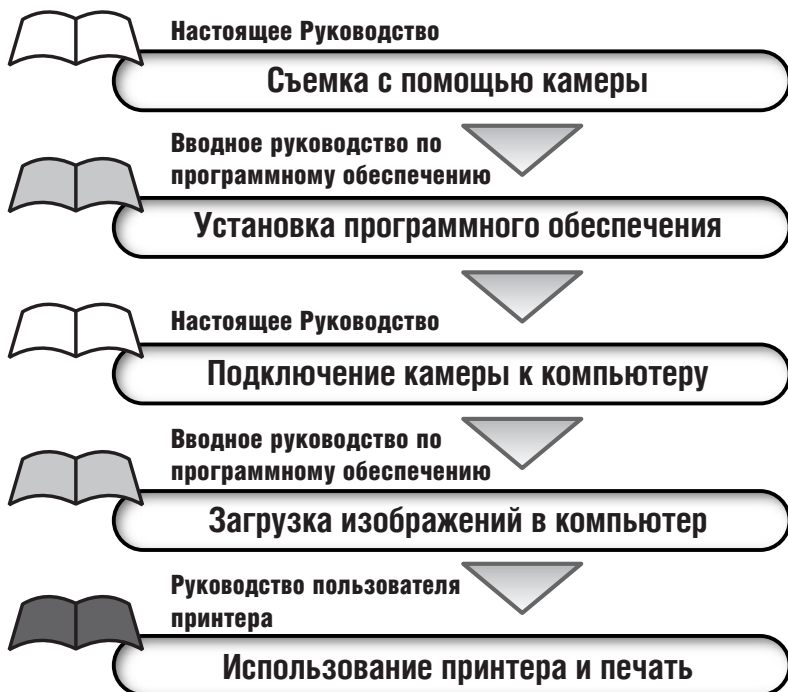 Настоящее Руководство
Съемка с помощью камеры
Вводное руководство по
программному обеспечению
Установка программного обеспечения
Настоящее Руководство
Подключение камеры к компьютеру
Вводное руководство по
программному обеспечению
Загрузка изображений в компьютер
Руководство пользователя
принтера
Использование принтера и печать